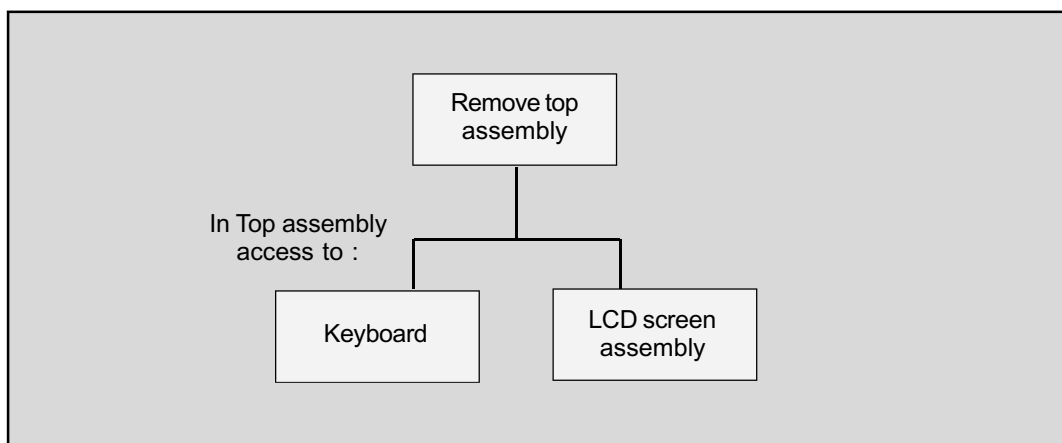 Remove top
assembly
In Top assembly
access to :
Keyboard
LCD screen
assembly